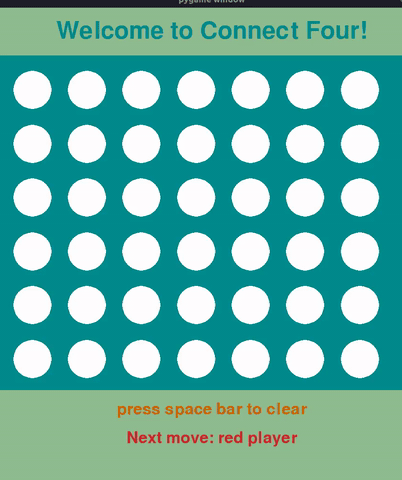 pygame window
Welcome to Connect Four!
press space bar to clear
Next move: red player